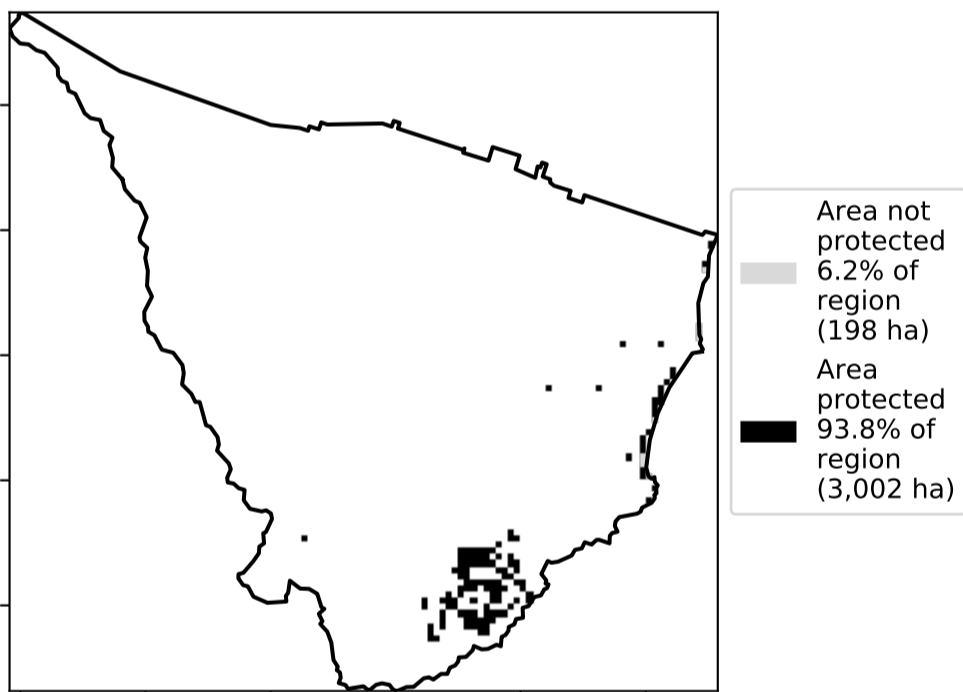 Area not
protected
6.2% of
region
(198 ha)
Area
protected
93.8% of
region
(3,002 ha)